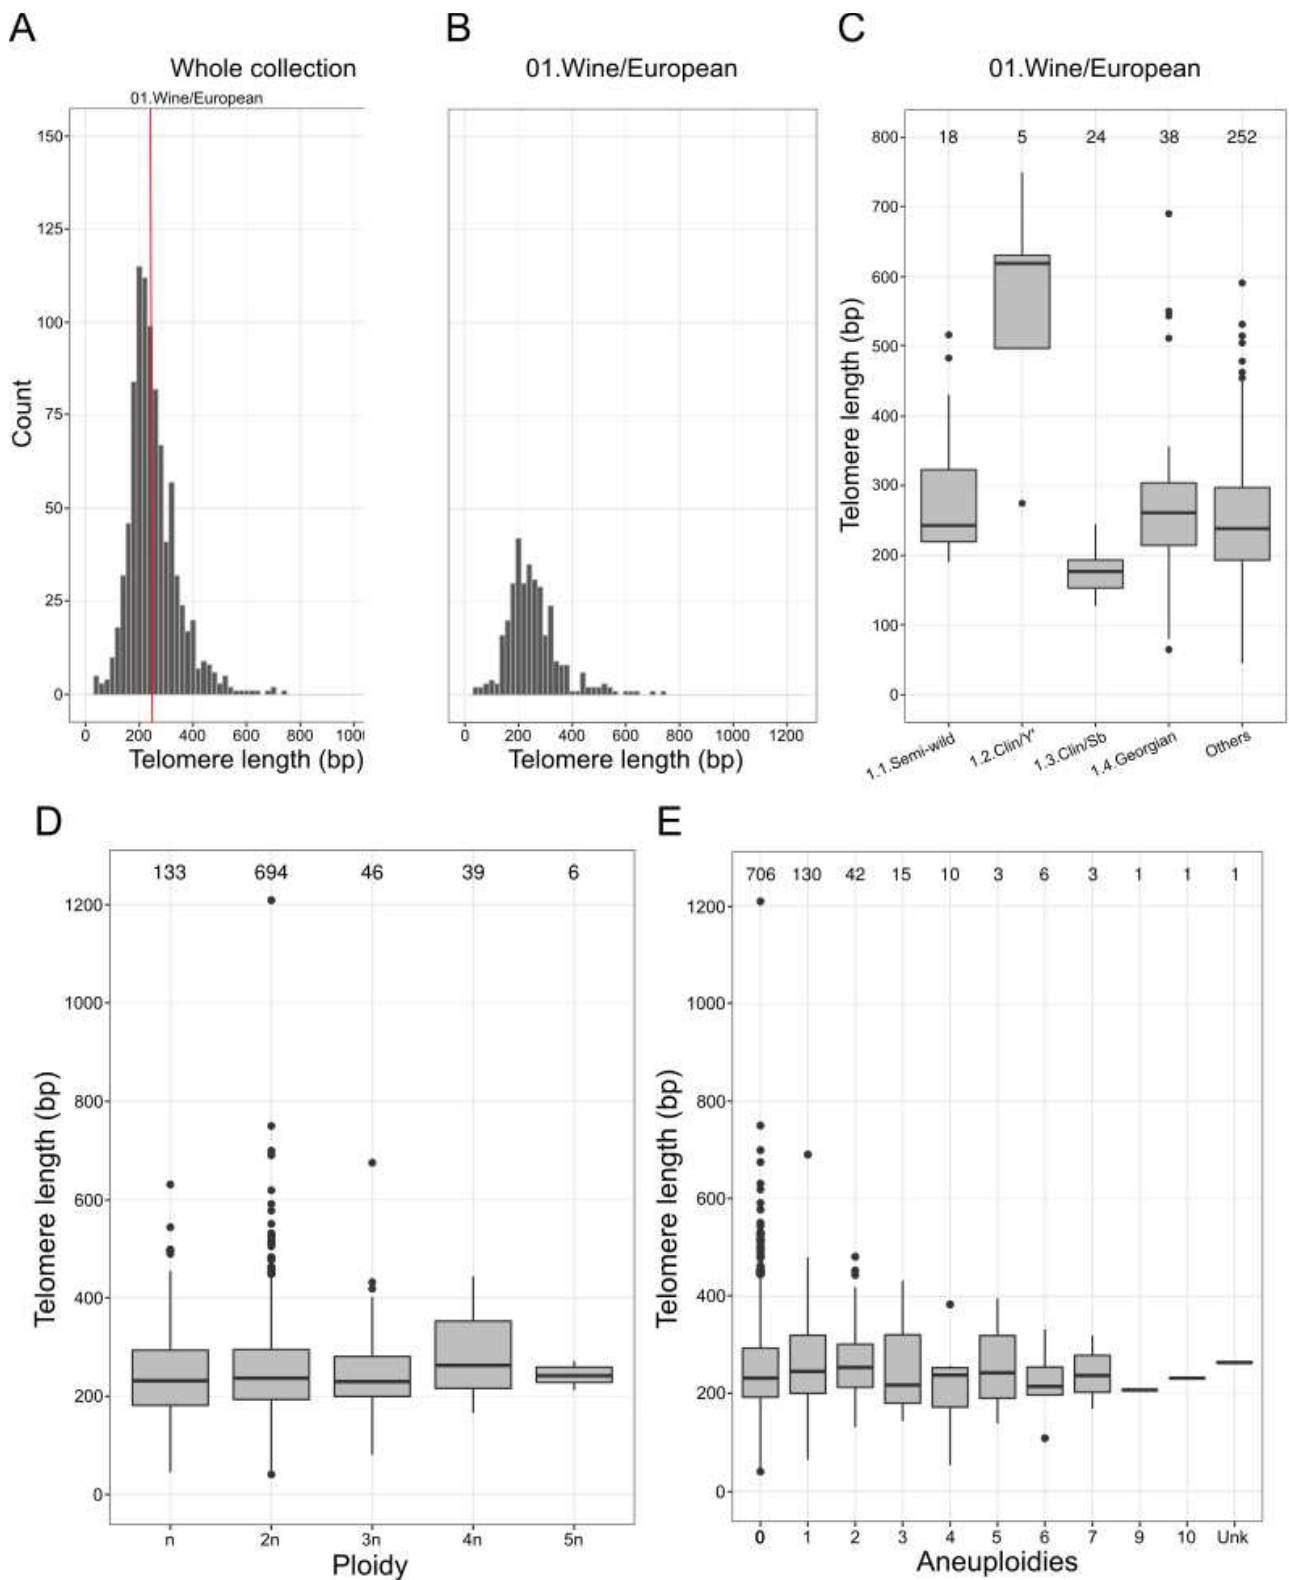 A
B
C
Whole collection
01.Wine/European
01.Wine/European
01.Wine/European
150
125
100
75
50
25
0
Count
0 200 400 600 800 100
Telomere length (bp)
0 200 400 600 800 1000 1200
Telomere length (bp)
18 5 24 38 252
800
700
600
500
400
300
200
100
0
Telomere length (bp)
1.1.Semi-wild
1.2.Clin/Y'
1.3.Clin/Sb
1.4.Georgian
Others
D
E
133 694 46 39 6
1200
1000
800
600
400
200
0
Telomere length (bp)
n 2n 3n 4n 5n
Ploidy
706 130 42 15 10 3 6 3 1 1 1
1200
1000
800
600
400
200
0
Telomere length (bp)
0 1 2 3 4 5 6 7 9 10 Unk
Aneuploidies